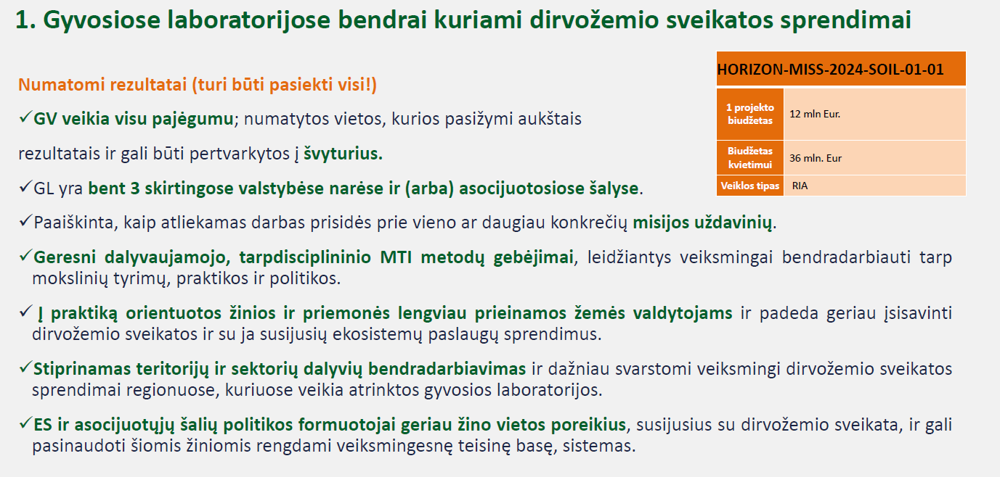 1. Gyvosiose laboratorijose bendrai kuriami dirvožemio sveikatos sprendimai
HORIZON-MISS-2024-SOIL-01-01
1 projekto
biudžetas
12 mln Eur.
Biudžetas
kvietimui
36 mln. Eur
Veiklos tipas
RIA
Numatomi rezultatai (turi būti pasiekti visi!)
✓GV veikia visu pajėgumu; numatytos vietos, kurios pasižymi aukštais
rezultatais ir gali būti pertvarkytos į švyturius.
✓GL yra bent 3 skirtingose valstybėse narėse ir (arba) asocijuotosiose šalyse.
✓Paaiškinta, kaip atliekamas darbas prisidės prie vieno ar daugiau konkrečių misijos uždavinių.
✓Geresni dalyvaujamojo, tarpdisciplininio MTI metodų gebėjimai, leidžiantys veiksmingai bendradarbiauti tarp
mokslinių tyrimų, praktikos ir politikos.
✓ Į praktiką orientuotos žinios ir priemonės lengviau prieinamos žemės valdytojams ir padeda geriau įsisavinti
dirvožemio sveikatos ir su ja susijusių ekosistemų paslaugų sprendimus.
✓Stiprinamas teritorijų ir sektorių dalyvių bendradarbiavimas ir dažniau svarstomi veiksmingi dirvožemio sveikatos
sprendimai regionuose, kuriuose veikia atrinktos gyvosios laboratorijos.
✓ES ir asocijuotųjų šalių politikos formuotojai geriau žino vietos poreikius, susijusius su dirvožemio sveikata, ir gali
pasinaudoti šiomis žiniomis rengdami veiksmingesnę teisinę basę, sistemas.